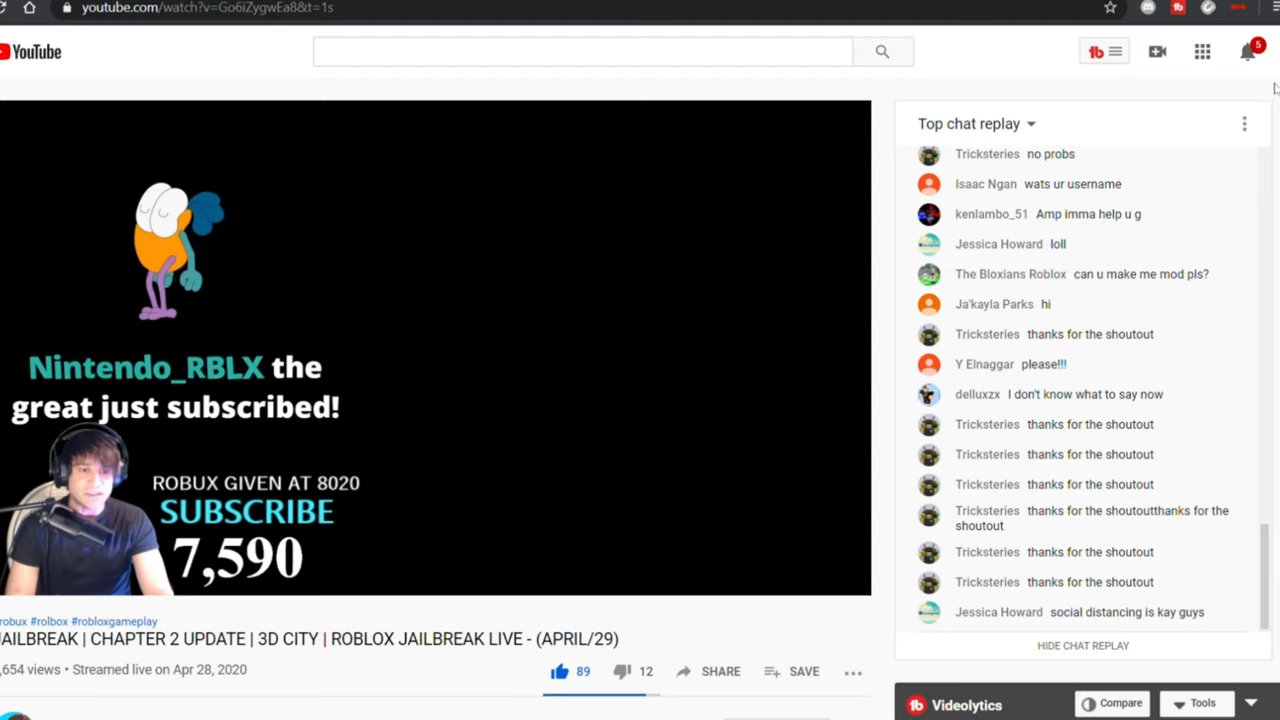 youtube.com/watch?v=Go6iZygwEa8&t=1s
YouTube
5
Top chat replay
Tricksteries no probs
Isaac Ngan wats ur username
kenlambo_51 Amp imma help u g
Jessica Howard loll
The Bloxians Roblox can u make me mod pls?
Ja'kayla Parks hi
Tricksteries thanks for the shoutout
Y Elnaggar please!!!
delluxzx I don't know what to say now
Tricksteries thanks for the shoutout
Tricksteries thanks for the shoutout
Tricksteries thanks for the shoutout
Tricksteries thanks for the shoutoutthanks for the
shoutout
Tricksteries thanks for the shoutout
Tricksteries thanks for the shoutout
Jessica Howard social distancing is kay guys
HIDE CHAT REPLAY
Nintendo_RBLX the
great just subscribed!
ROBUX GIVEN AT 8020
SUBSCRIBE
7,590
robux #rolbox #robloxgameplay
JAILBREAK | CHAPTER 2 UPDATE | 3D CITY | ROBLOX JAILBREAK LIVE - (APRIL/29)
,654 views • Streamed live on Apr 28, 2020
89 12 SHARE SAVE
tb Videolytics Compare Tools